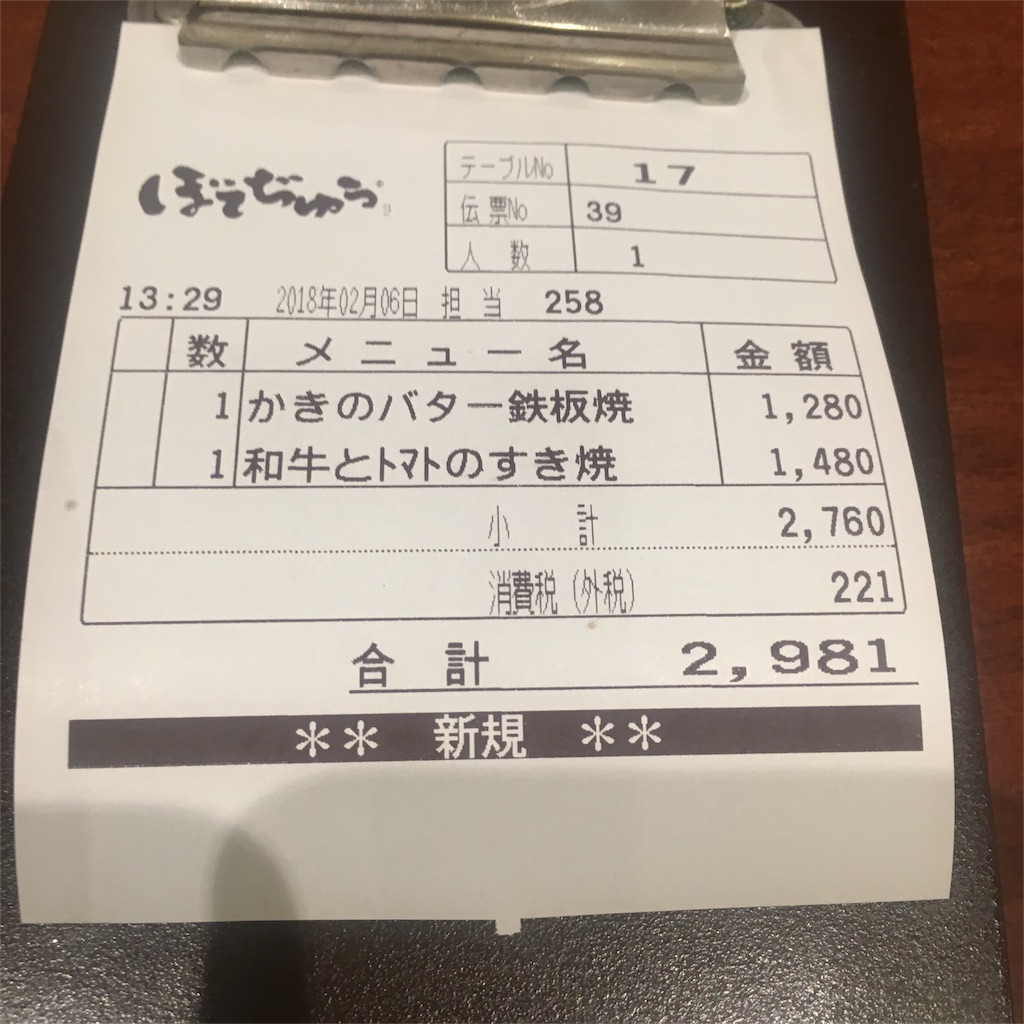 ぼてぢゅう
テーブルNo 17
伝票No 39
人数 1
13:29 2018年02月06日 担当 258
数 メニュー名 金額
1 かきのバター鉄板焼 1,280
1 和牛とトマトのすき焼 1,480
小計 2,760
消費税(外税) 221
合計 2,981
** 新規 **